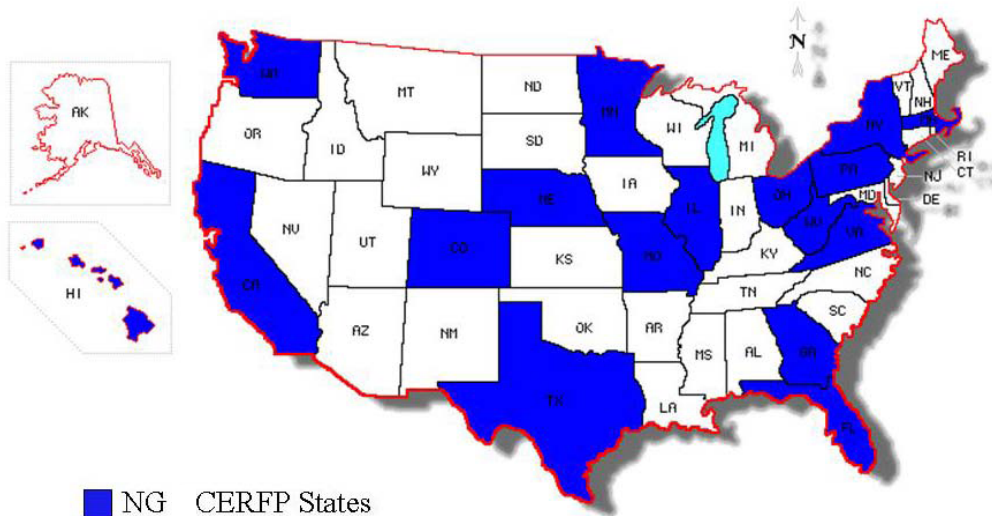 N
WA
MT
ND
MN
ME
VT
NH
AK
OR
ID
WY
SD
WI
MI
NY
MA
RI
CT
NJ
DE
MD
PA
OH
IN
IL
IA
NE
NV
UT
CO
KS
MO
KY
WV
VA
HI
CA
AZ
NM
OK
AR
TN
NC
SC
MS
AL
GA
TX
LA
FL
NG CERFP States